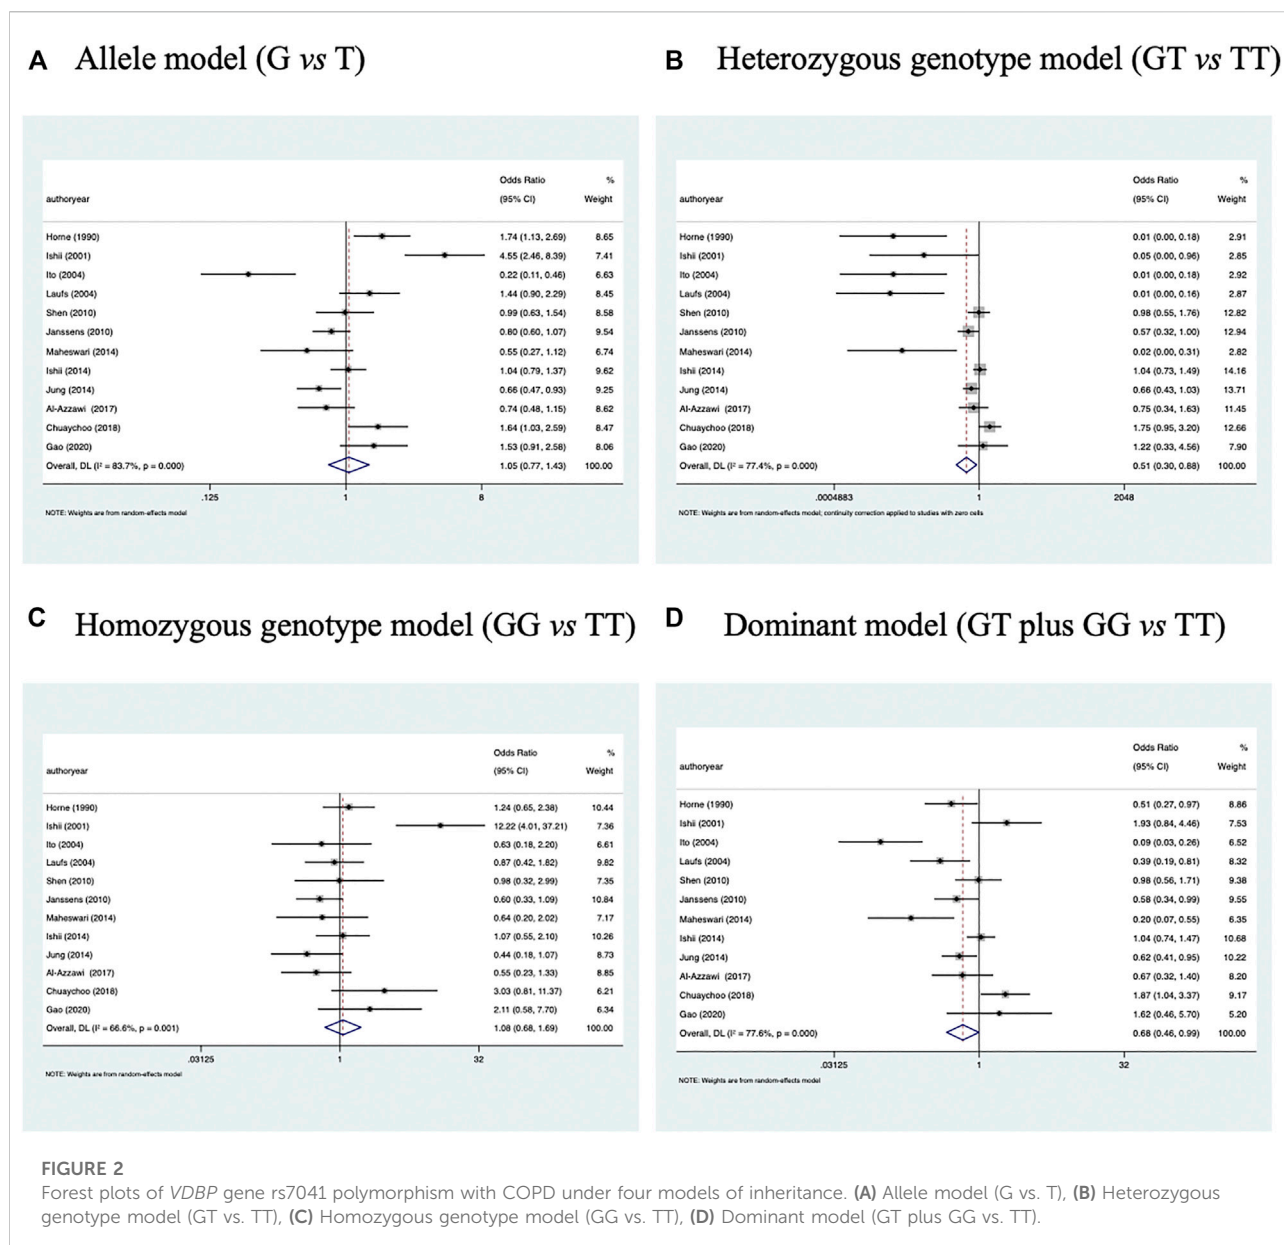 A Allele model (G vs T)
Odds Ratio %
authoryear (95% CI) Weight
Horne (1990) 1.74 (1.13, 2.69) 8.65
Ishii (2001) 4.55 (2.46, 8.39) 7.41
Ito (2004) 0.22 (0.11, 0.46) 6.63
Laufs (2004) 1.44 (0.90, 2.29) 8.45
Shen (2010) 0.99 (0.63, 1.54) 8.58
Janssens (2010) 0.80 (0.60, 1.07) 9.54
Maheswari (2014) 0.55 (0.27, 1.12) 6.74
Ishii (2014) 1.04 (0.79, 1.37) 9.62
Jung (2014) 0.66 (0.47, 0.93) 9.25
Al-Azzawi (2017) 0.74 (0.48, 1.15) 8.62
Chuaychoo (2018) 1.64 (1.03, 2.59) 8.47
Gao (2020) 1.53 (0.91, 2.58) 8.06
Overall, DL (I² = 83.7%, p = 0.000) 1.05 (0.77, 1.43) 100.00
.125 1 8
NOTE: Weights are from random-effects model
B Heterozygous genotype model (GT vs TT)
Odds Ratio %
authoryear (95% CI) Weight
Horne (1990) 0.01 (0.00, 0.18) 2.91
Ishii (2001) 0.05 (0.00, 0.96) 2.85
Ito (2004) 0.01 (0.00, 0.18) 2.92
Laufs (2004) 0.01 (0.00, 0.16) 2.87
Shen (2010) 0.98 (0.55, 1.76) 12.82
Janssens (2010) 0.57 (0.32, 1.00) 12.94
Maheswari (2014) 0.02 (0.00, 0.31) 2.82
Ishii (2014) 1.04 (0.73, 1.49) 14.16
Jung (2014) 0.66 (0.43, 1.03) 13.71
Al-Azzawi (2017) 0.75 (0.34, 1.63) 11.45
Chuaychoo (2018) 1.75 (0.95, 3.20) 12.66
Gao (2020) 1.22 (0.33, 4.56) 7.90
Overall, DL (I² = 77.4%, p = 0.000) 0.51 (0.30, 0.88) 100.00
.0004883 1 2048
NOTE: Weights are from random-effects model; continuity correction applied to studies with zero cells
C Homozygous genotype model (GG vs TT)
Odds Ratio %
authoryear (95% CI) Weight
Horne (1990) 1.24 (0.65, 2.38) 10.44
Ishii (2001) 12.22 (4.01, 37.21) 7.36
Ito (2004) 0.63 (0.18, 2.20) 6.61
Laufs (2004) 0.87 (0.42, 1.82) 9.82
Shen (2010) 0.98 (0.32, 2.99) 7.35
Janssens (2010) 0.60 (0.33, 1.09) 10.84
Maheswari (2014) 0.64 (0.20, 2.02) 7.17
Ishii (2014) 1.07 (0.55, 2.10) 10.26
Jung (2014) 0.44 (0.18, 1.07) 8.73
Al-Azzawi (2017) 0.55 (0.23, 1.33) 8.85
Chuaychoo (2018) 3.03 (0.81, 11.37) 6.21
Gao (2020) 2.11 (0.58, 7.70) 6.34
Overall, DL (I² = 66.6%, p = 0.001) 1.08 (0.68, 1.69) 100.00
.03125 1 32
NOTE: Weights are from random-effects model
D Dominant model (GT plus GG vs TT)
Odds Ratio %
authoryear (95% CI) Weight
Horne (1990) 0.51 (0.27, 0.97) 8.86
Ishii (2001) 1.93 (0.84, 4.46) 7.53
Ito (2004) 0.09 (0.03, 0.26) 6.52
Laufs (2004) 0.39 (0.19, 0.81) 8.32
Shen (2010) 0.98 (0.56, 1.71) 9.38
Janssens (2010) 0.58 (0.34, 0.99) 9.55
Maheswari (2014) 0.20 (0.07, 0.55) 6.35
Ishii (2014) 1.04 (0.74, 1.47) 10.68
Jung (2014) 0.62 (0.41, 0.95) 10.22
Al-Azzawi (2017) 0.67 (0.32, 1.40) 8.20
Chuaychoo (2018) 1.87 (1.04, 3.37) 9.17
Gao (2020) 1.62 (0.46, 5.70) 5.20
Overall, DL (I² = 77.6%, p = 0.000) 0.68 (0.46, 0.99) 100.00
.03125 1 32
NOTE: Weights are from random-effects model
FIGURE 2
Forest plots of VDBP gene rs7041 polymorphism with COPD under four models of inheritance. (A) Allele model (G vs. T), (B) Heterozygous
genotype model (GT vs. TT), (C) Homozygous genotype model (GG vs. TT), (D) Dominant model (GT plus GG vs. TT).